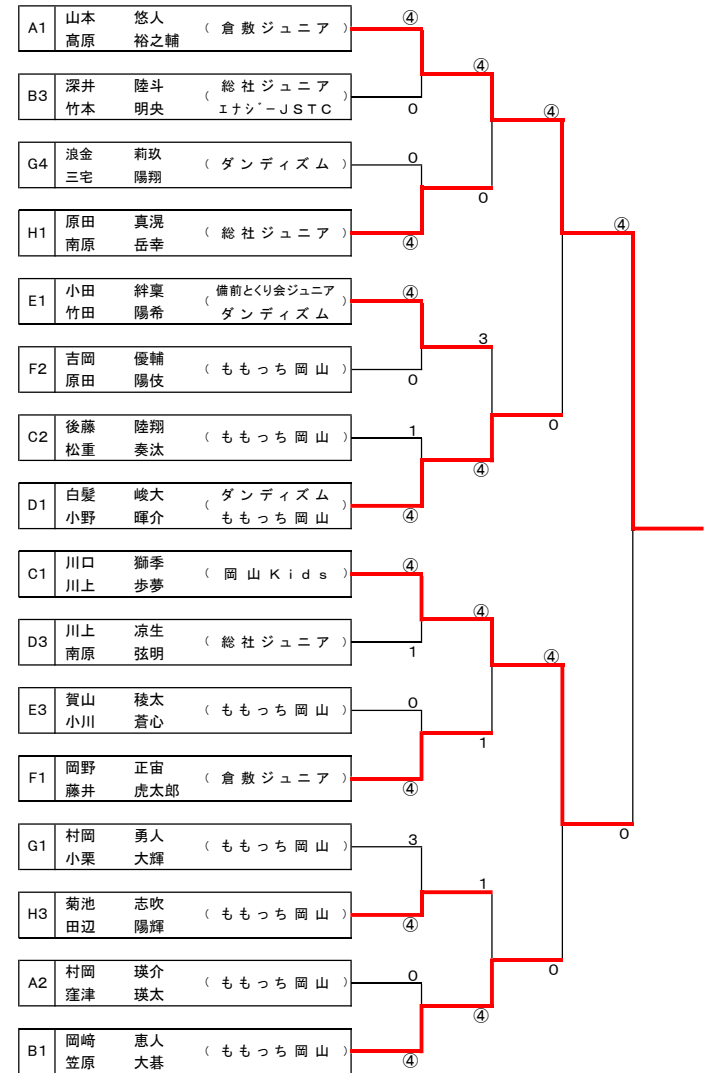 ④
A1 山本 悠人 ( 倉敷ジュニア )
髙原 裕之輔
④
B3 深井 陸斗 ( 総社ジュニア )
竹本 明央 エナジーJSTC
0
④
G4 浪金 莉玖 ( ダンディズム )
三宅 陽翔
0
0
H1 原田 真滉 ( 総社ジュニア )
南原 岳幸
④
④
E1 小田 絆稟 ( 備前とくり会ジュニア )
竹田 陽希 ダンディズム
④
3
F2 吉岡 優輔 ( ももっち岡山 )
原田 陽伎
0
0
C2 後藤 陸翔 ( ももっち岡山 )
松重 奏汰
1
④
D1 白髪 峻大 ( ダンディズム )
小野 暉介 ももっち岡山
④
C1 川口 獅季 ( 岡山Kids )
川上 歩夢
④
④
D3 川上 凉生 ( 総社ジュニア )
南原 弦明
1
④
E3 賀山 稜太 ( ももっち岡山 )
小川 蒼心
0
1
F1 岡野 正宙 ( 倉敷ジュニア )
藤井 虎太郎
④
0
G1 村岡 勇人 ( ももっち岡山 )
小栗 大輝
3
1
H3 菊池 志吹 ( ももっち岡山 )
田辺 陽輝
④
0
A2 村岡 瑛介 ( ももっち岡山 )
窪津 瑛太
0
④
B1 岡﨑 恵人 ( ももっち岡山 )
笠原 大碁
④